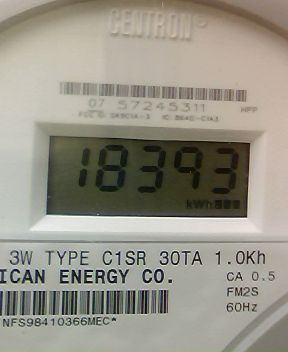 CENTRON®
07 57245311 HPP
18393
kWh
3W TYPE C1SR 30TA 1.0Kh
ICAN ENERGY CO. CA 0.5
FM2S
60Hz
NFS98410366MEC*